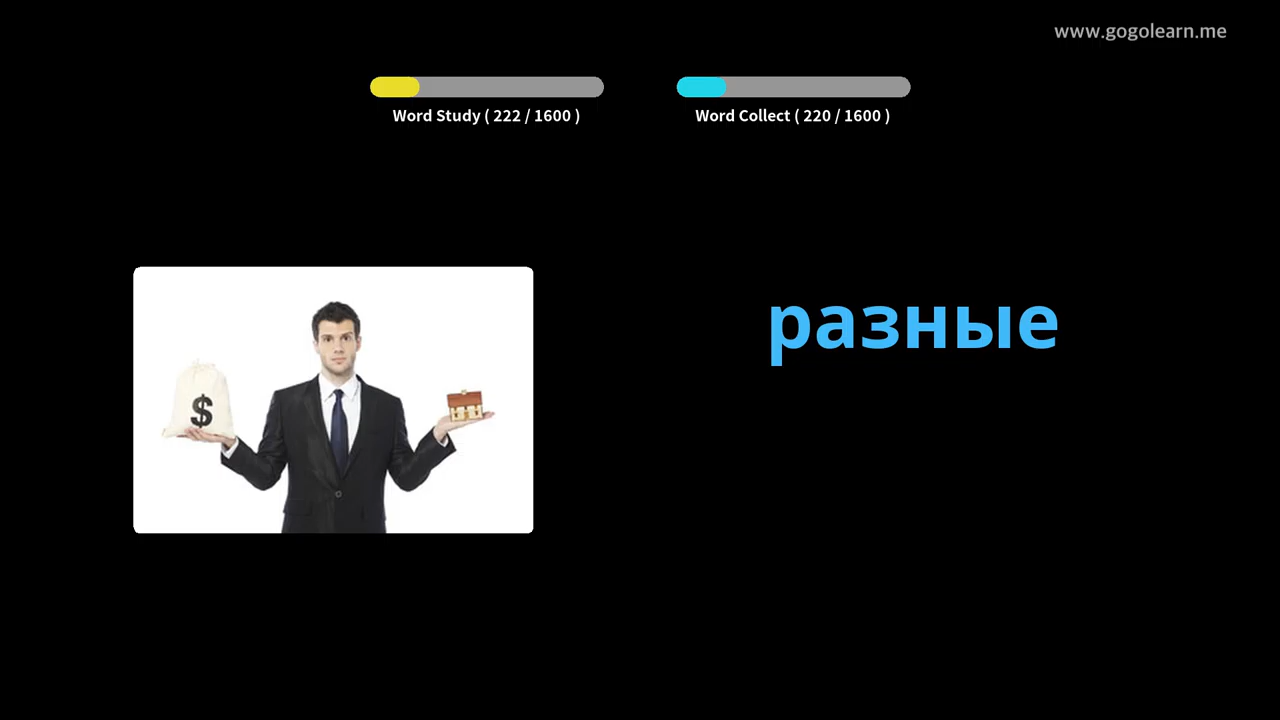 www.gogolearn.me
Word Study ( 222 / 1600 )
Word Collect ( 220 / 1600 )
$
разные